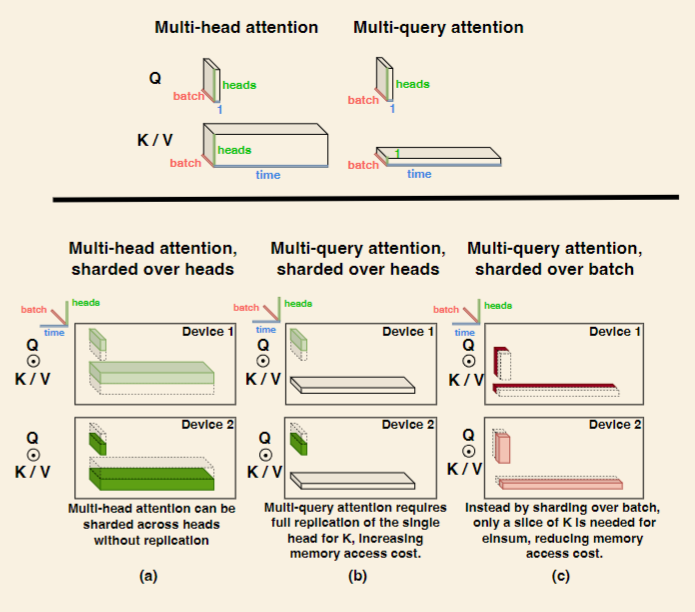 Multi-head attention
Multi-query attention
Q
heads
batch
1
heads
batch
1
K / V
heads
batch
time
1
batch
time
Multi-head attention,
sharded over heads
Multi-query attention,
sharded over heads
Multi-query attention,
sharded over batch
batch
heads
time
Q
K / V
Device 1
batch
heads
time
Q
K / V
Device 1
batch
heads
time
Q
K / V
Device 1
Q
K / V
Device 2
Q
K / V
Device 2
Q
K / V
Device 2
Multi-head attention can be
sharded across heads
without replication
Multi-query attention requires
full replication of the single
head for K, increasing
memory access cost.
Instead by sharding over batch,
only a slice of K is needed for
einsum, reducing memory
access cost.
(a)
(b)
(c)